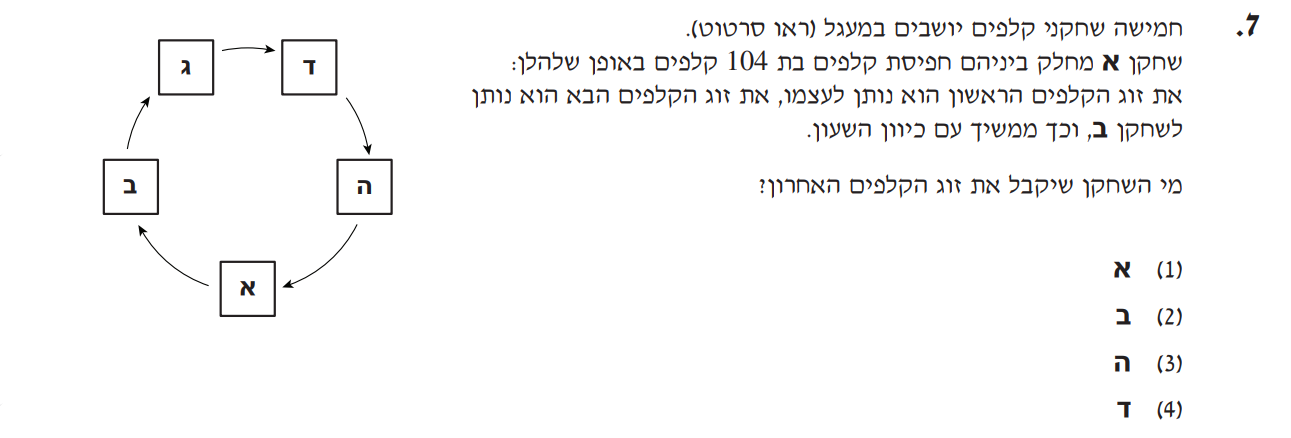 7. חמישה שחקני קלפים יושבים במעגל (ראו סרטוט).
שחקן א מחלק ביניהם חפיסת קלפים בת 104 קלפים באופן שלהלן:
את זוג הקלפים הראשון הוא נותן לעצמו, את זוג הקלפים הבא הוא נותן
לשחקן ב, וכך ממשיך עם כיוון השעון.
מי השחקן שיקבל את זוג הקלפים האחרון?
(1) א
(2) ב
(3) ה
(4) ד
ג
ד
ב
ה
א